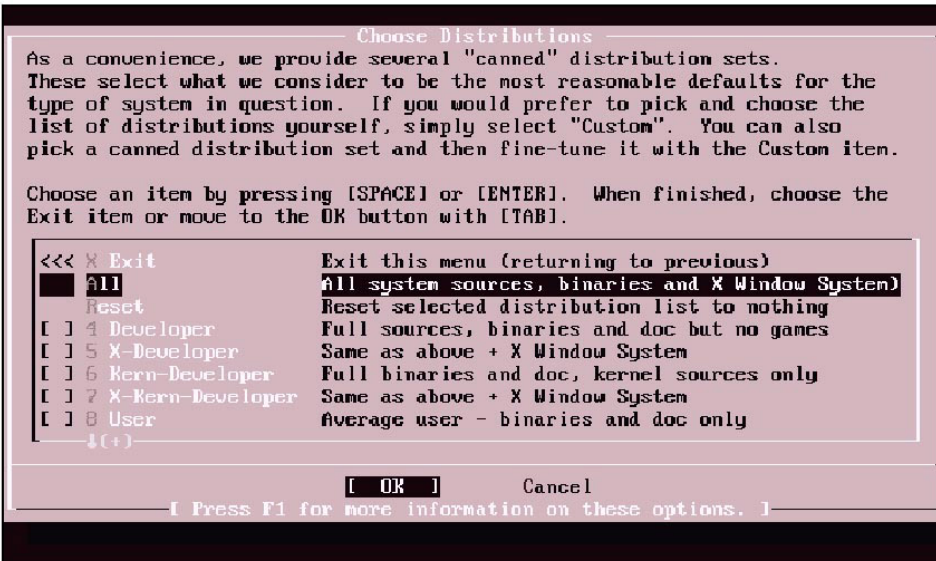 Choose Distributions
As a convenience, we provide several "canned" distribution sets.
These select what we consider to be the most reasonable defaults for the
type of system in question.  If you would prefer to pick and choose the
list of distributions yourself, simply select "Custom".  You can also
pick a canned distribution set and then fine-tune it with the Custom item.
Choose an item by pressing [SPACE] or [ENTER].  When finished, choose the
Exit item or move to the OK button with [TAB].
<<< X Exit Exit this menu (returning to previous)
All All system sources, binaries and X Window System)
Reset Reset selected distribution list to nothing
[ ] 4 Developer Full sources, binaries and doc but no games
[ ] 5 X-Developer Same as above + X Window System
[ ] 6 Kern-Developer Full binaries and doc, kernel sources only
[ ] 7 X-Kern-Developer Same as above + X Window System
[ ] 8 User Average user - binaries and doc only
↓(+)
[ OK ] Cancel
[ Press F1 for more information on these options. ]